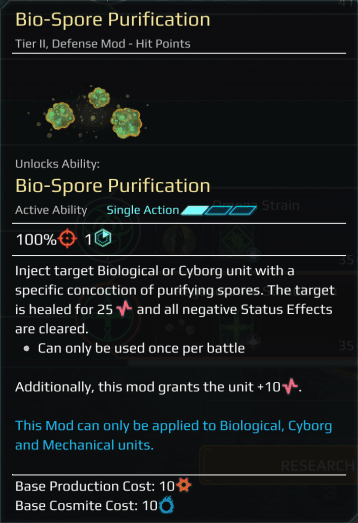 Bio-Spore Purification
Tier II, Defense Mod - Hit Points
Unlocks Ability:
Bio-Spore Purification
Strain
Active Ability Single Action
100% 1
35
Inject target Biological or Cyborg unit with a
specific concoction of purifying spores. The target
is healed for 25 and all negative Status Effects
are cleared.
• Can only be used once per battle
35
Additionally, this mod grants the unit +10.
This Mod can only be applied to Biological, Cyborg
and Mechanical units.
RESEARCH
Base Production Cost: 10
Base Cosmite Cost: 10